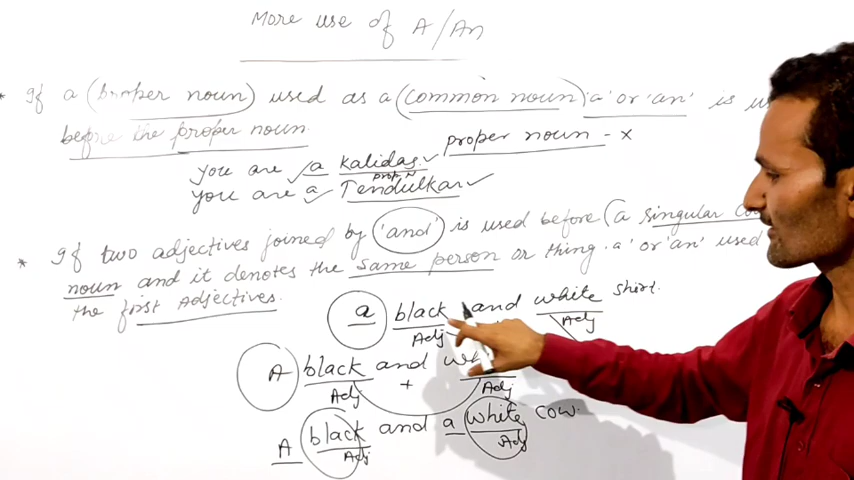 More use of A/An
* If a (proper noun) used as a (common noun) 'a' or 'an' is
before the proper noun. proper noun - x
you are ✓ a Kalidas. ✓
prop. N
you are a ✓ Tendulkar ✓
* If two adjectives joined by 'and' is used before (a singular
noun and it denotes the same person or thing. 'a' or 'an' used
the first Adjectives.
a black and white shirt.
Adj Adj
A black and
Adj + Adj
A black and a white cow.
Adj Adj